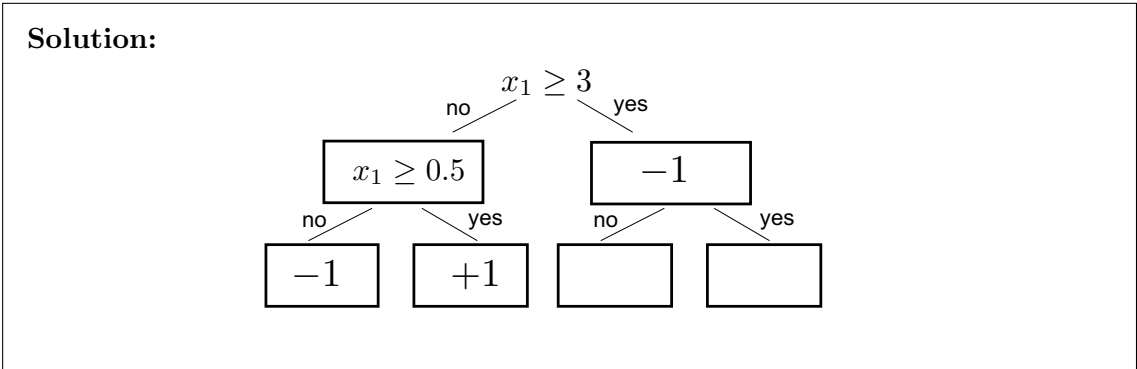 Solution:
x₁ ≥ 3
no yes
x₁ ≥ 0.5 −1
no yes no yes
−1 +1